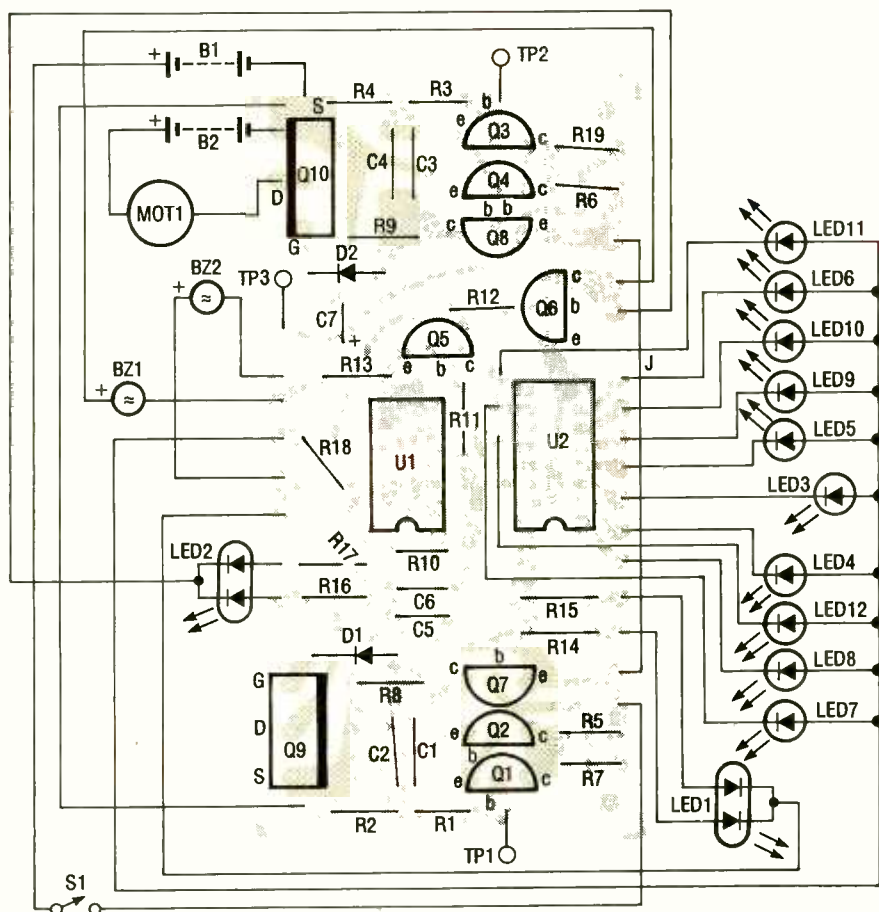 + B1
TP2
S R4 R3
b
e Q3 c R19
+ B2
Q10
C4 C3
e Q4 c R6
D
MOT1
b b
R9
c Q8 e
G
LED11
BZ2
TP3
D2
+
LED6
C7
+
R12
c
Q6 b
e
LED10
BZ1
+
Q5
e b c
R13
J
LED9
R11
LED5
R18
U1
U2
LED3
LED2
R17
R10
LED4
R16
C6
R15
LED12
C5
R14
D1
LED8
G
R8
c b e
Q7
LED7
D
Q9
C2 C1
e Q2 c
R5
b
S
e Q1 c
R7
b
LED1
R2 R1
TP1
S1